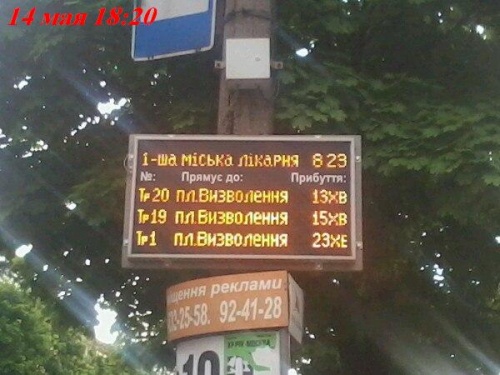 14 мая 18:20
1-ша міська лікарня 8 23
№: Прямує до: Прибуття:
Тр20 пл.Визволення 13хв
Тр19 пл.Визволення 15хв
Тр1 пл.Визволення 23хв
реклами
92-41-28